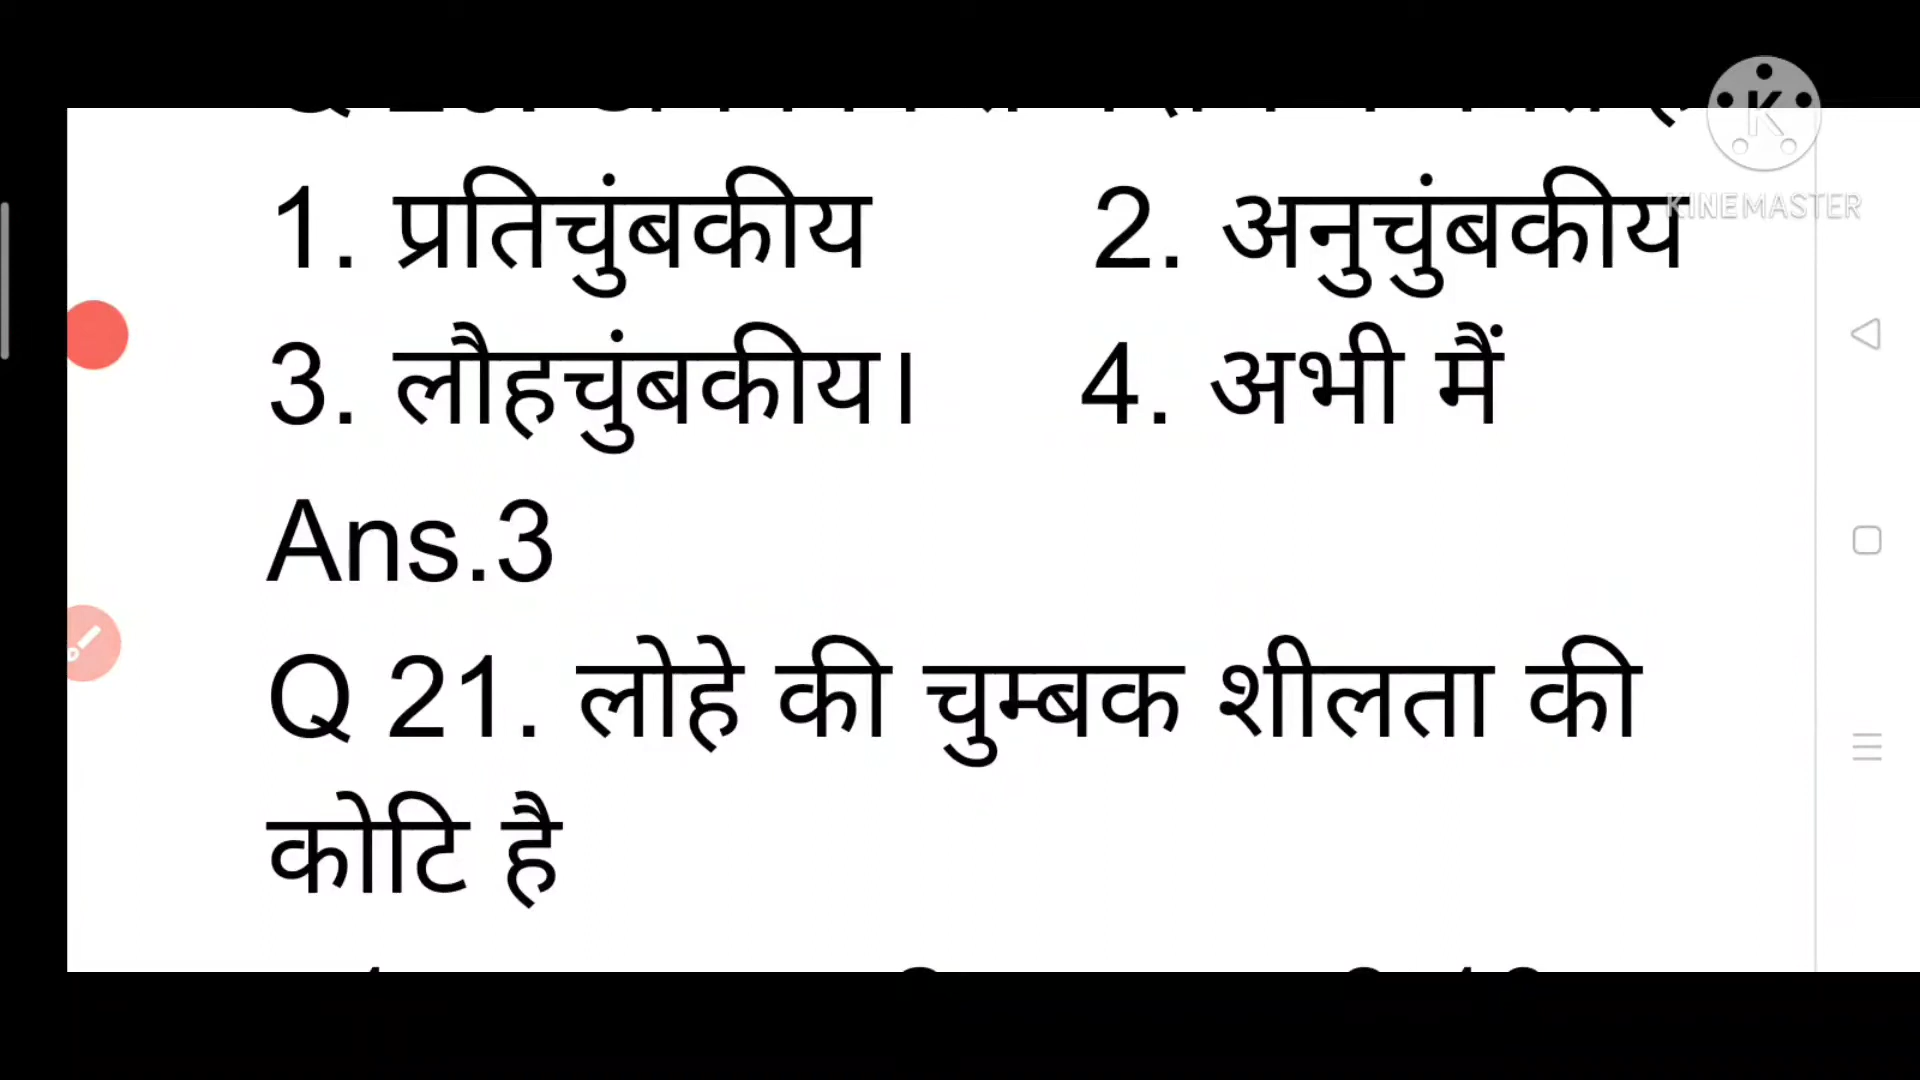 1. प्रतिचुंबकीय 2. अनुचुंबकीय
KINEMASTER
3. लौहचुंबकीय। 4. अभी मैं
Ans.3
Q 21. लोहे की चुम्बक शीलता की
कोटि है